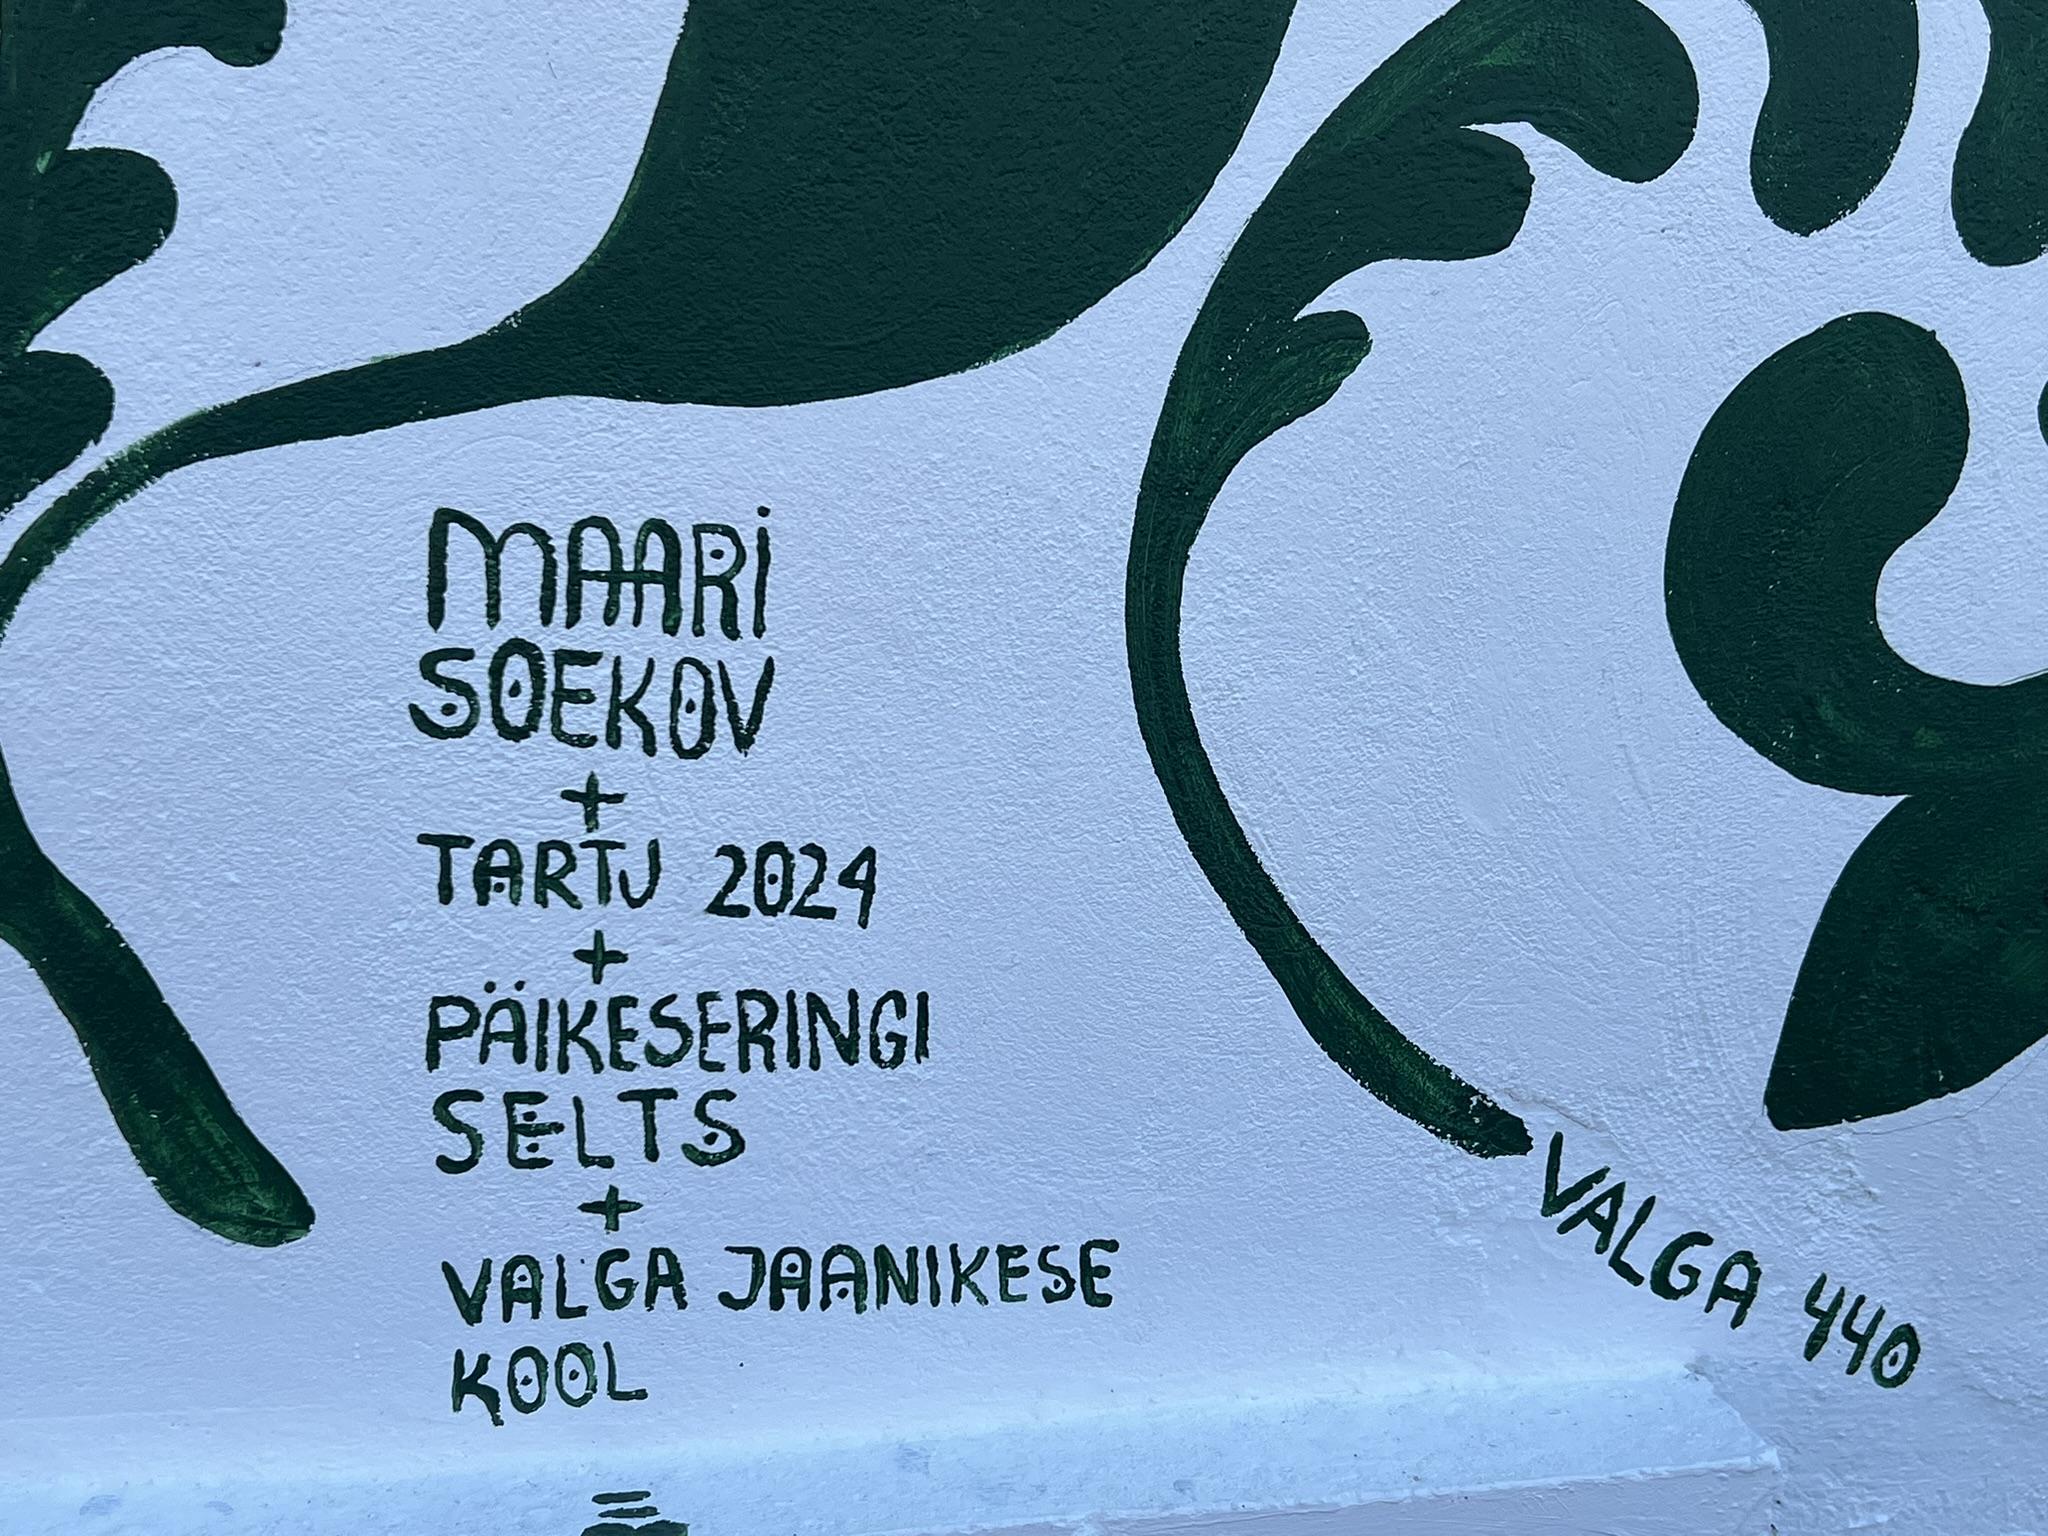 MAARI
SOEKOV
+
TARTU 2024
+
PÄIKESERINGI
SELTS
+
VALGA JAANIKESE
KOOL
VALGA 440